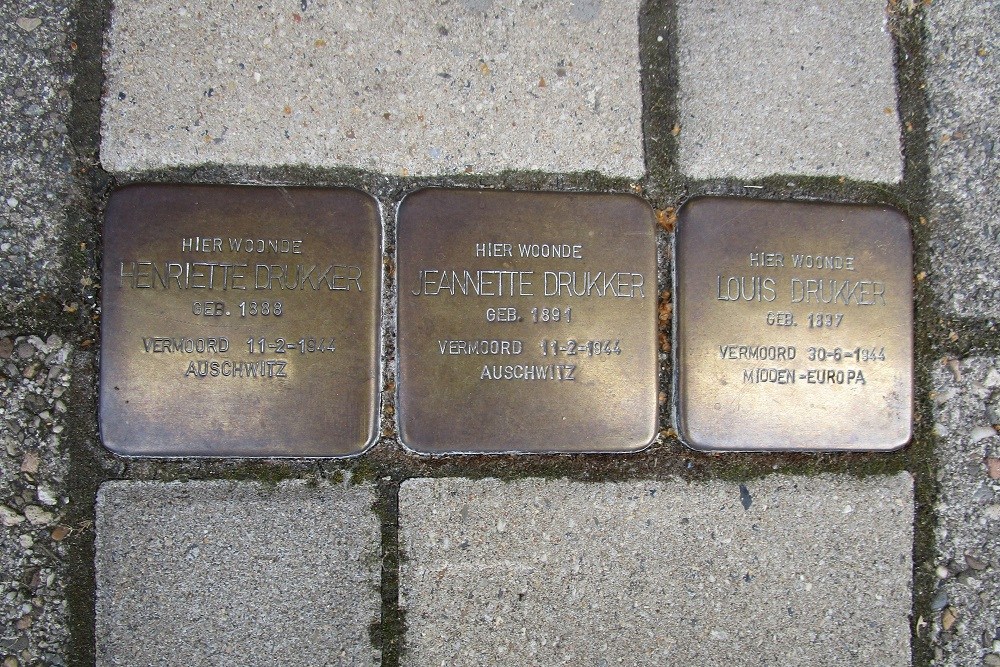 HIER WOONDE
HENRIETTE DRUKKER
GEB. 1888
VERMOORD 11-2-1944
AUSCHWITZ
HIER WOONDE
JEANNETTE DRUKKER
GEB. 1891
VERMOORD 11-2-1944
AUSCHWITZ
HIER WOONDE
LOUIS DRUKKER
GEB. 1897
VERMOORD 30-6-1944
MIDDEN-EUROPA